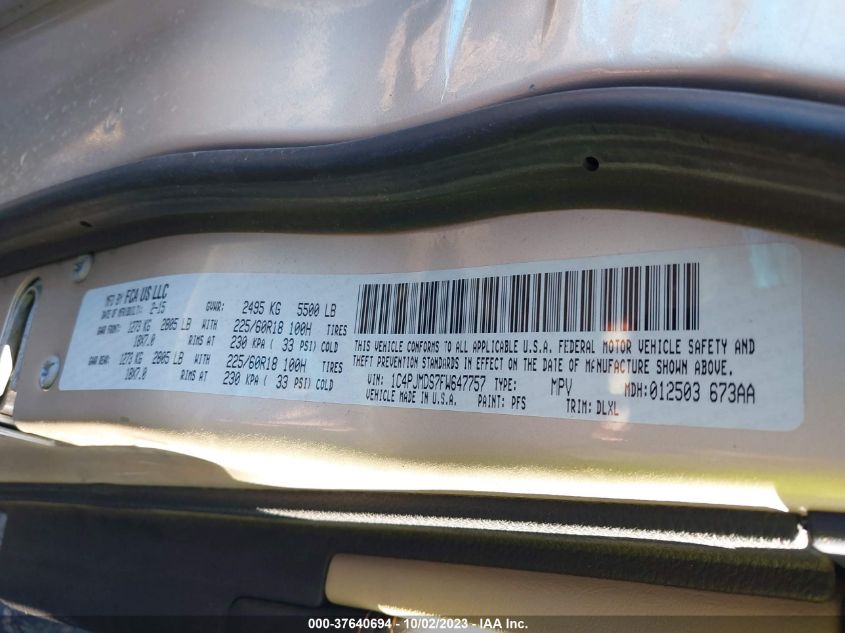 MFD BY FCA US LLC
DATE OF MFR/BUILT: 2-15 GVWR: 2495 KG 5500 LB
GAWR FRONT: 1273 KG 2805 LB WITH 225/60R18 100H TIRES
18X7.0 RIMS AT 230 KPA ( 33 PSI) COLD
GAWR REAR: 1273 KG 2805 LB WITH 225/60R18 100H TIRES
18X7.0 RIMS AT 230 KPA ( 33 PSI) COLD
THIS VEHICLE CONFORMS TO ALL APPLICABLE U.S.A. FEDERAL MOTOR VEHICLE SAFETY AND
THEFT PREVENTION STANDARDS IN EFFECT ON THE DATE OF MANUFACTURE SHOWN ABOVE.
VIN: 1C4PJMDS7FW647757 TYPE: MPV MDH: 012503 673AA
VEHICLE MADE IN U.S.A. PAINT: PFS TRIM: DLXL
000-37640694 - 10/02/2023 - IAA Inc.